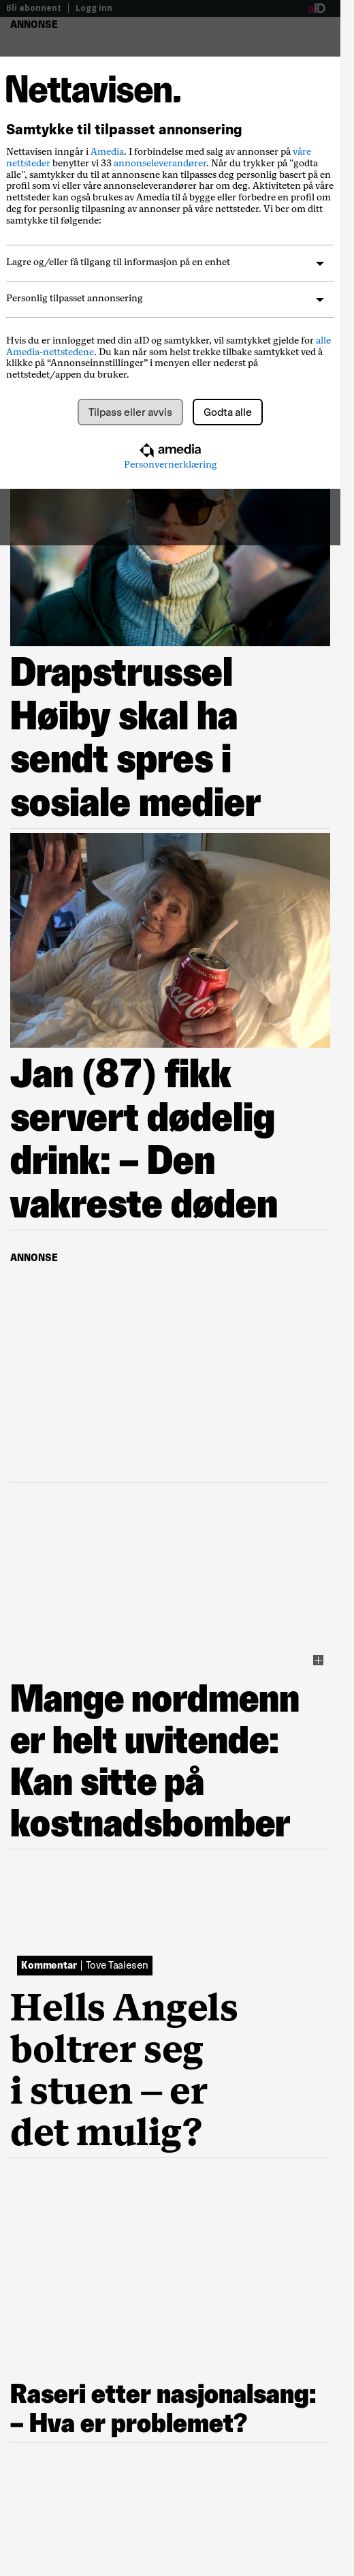 Bli abonnent | Logg inn
aID
ANNONSE
Nettavisen.
Samtykke til tilpasset annonsering
Nettavisen inngår i Amedia. I forbindelse med salg av annonser på våre
nettsteder benytter vi 33 annonseleverandører. Når du trykker på "godta
alle", samtykker du til at annonsene kan tilpasses deg personlig basert på en
profil som vi eller våre annonseleverandører har om deg. Aktiviteten på våre
nettsteder kan også brukes av Amedia til å bygge eller forbedre en profil om
deg for personlig tilpasning av annonser på våre nettsteder. Vi ber om ditt
samtykke til følgende:
Lagre og/eller få tilgang til informasjon på en enhet
Personlig tilpasset annonsering
Hvis du er innlogget med din aID og samtykker, vil samtykket gjelde for alle
Amedia-nettstedene. Du kan når som helst trekke tilbake samtykket ved å
klikke på “Annonseinnstillinger” i menyen eller nederst på
nettstedet/appen du bruker.
Tilpass eller avvis
Godta alle
amedia
Personvernerklæring
Drapstrussel
Høiby skal ha
sendt spres i
sosiale medier
Coca-Cola
Jan (87) fikk
servert dødelig
drink: – Den
vakreste døden
ANNONSE
Mange nordmenn
er helt uvitende:
Kan sitte på
kostnadsbomber
Kommentar | Tove Taalesen
Hells Angels
boltrer seg
i stuen – er
det mulig?
Raseri etter nasjonalsang:
– Hva er problemet?